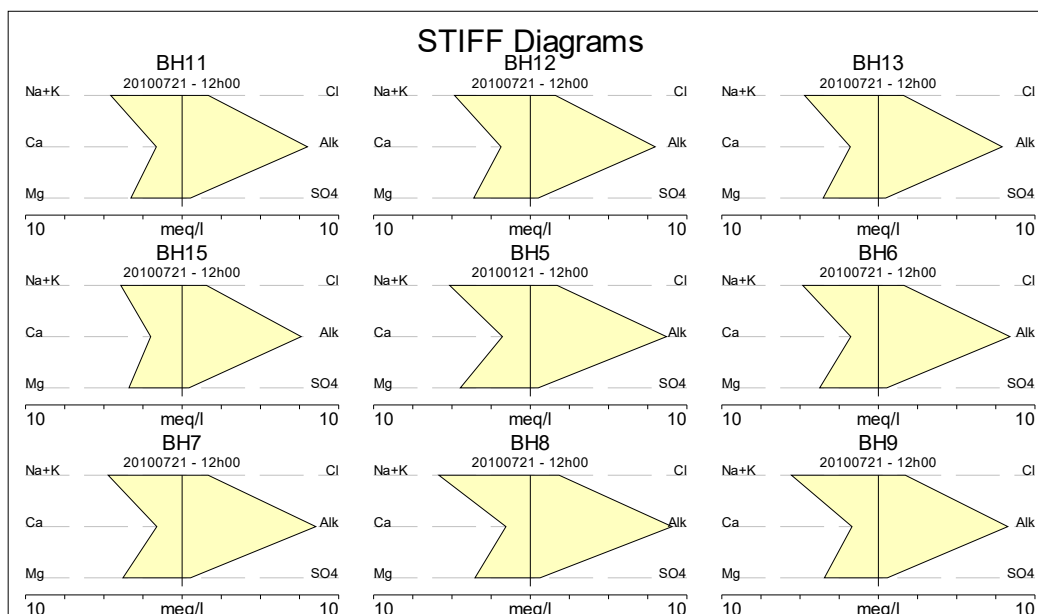 STIFF Diagrams
BH11 BH12 BH13
20100721 - 12h00 20100721 - 12h00 20100721 - 12h00
Na+K Cl Na+K Cl Na+K Cl
Ca Alk Ca Alk Ca Alk
Mg SO4 Mg SO4 Mg SO4
10 meq/l 10 10 meq/l 10 10 meq/l 10
BH15 BH5 BH6
20100721 - 12h00 20100121 - 12h00 20100721 - 12h00
Na+K Cl Na+K Cl Na+K Cl
Ca Alk Ca Alk Ca Alk
Mg SO4 Mg SO4 Mg SO4
10 meq/l 10 10 meq/l 10 10 meq/l 10
BH7 BH8 BH9
20100721 - 12h00 20100721 - 12h00 20100721 - 12h00
Na+K Cl Na+K Cl Na+K Cl
Ca Alk Ca Alk Ca Alk
Mg SO4 Mg SO4 Mg SO4
10 meq/l 10 10 meq/l 10 10 meq/l 10